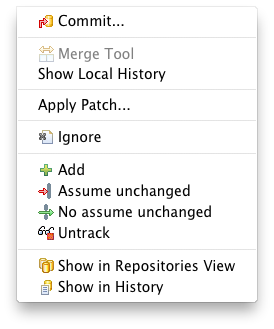 Commit...
Merge Tool
Show Local History
Apply Patch...
Ignore
Add
Assume unchanged
No assume unchanged
Untrack
Show in Repositories View
Show in History